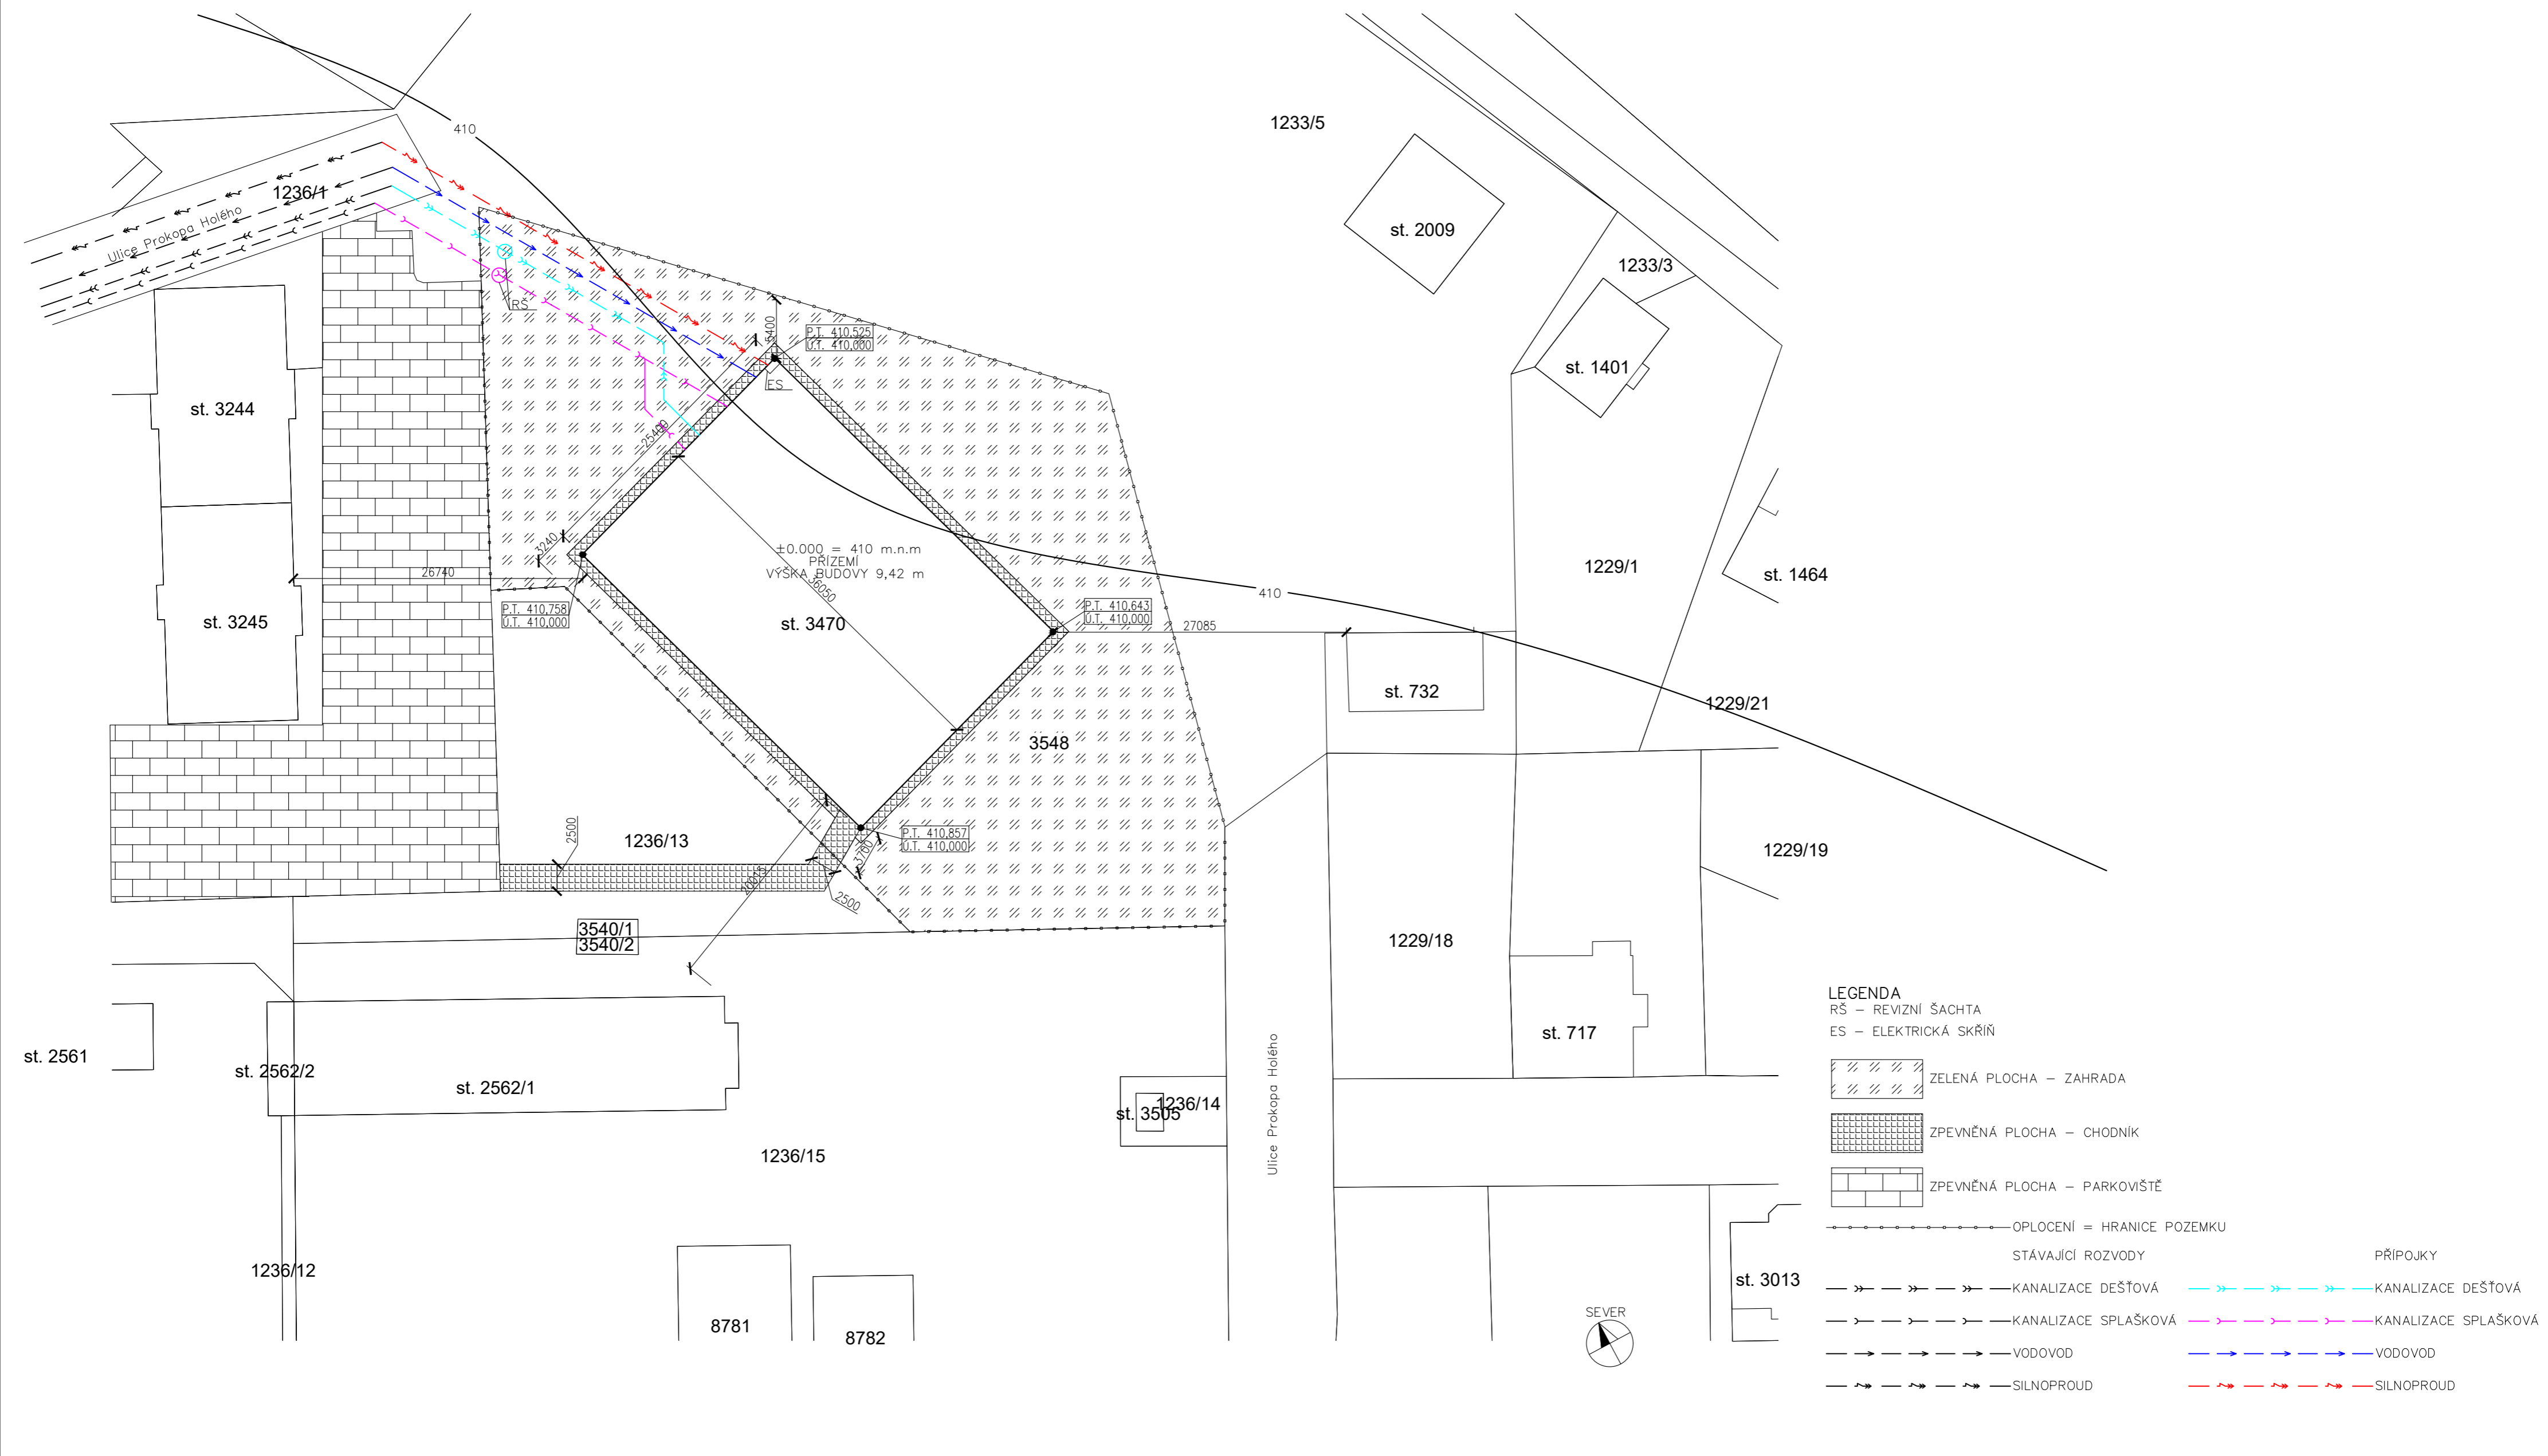 410
1233/5
1236/1
Ulice Prokopa Holého
st. 2009
1233/3
RŠ
5400
P.T. 410,525
Ú.T. 410,000
st. 1401
ES
st. 3244
25400
3240
±0.000 = 410 m.n.m
PŘÍZEMÍ
VÝŠKA BUDOVY 9,42 m
26740
36050
1229/1
st. 1464
410
P.T. 410,758
Ú.T. 410,000
P.T. 410,643
Ú.T. 410,000
st. 3245
st. 3470
27085
st. 732
1229/21
3548
2500
1236/13
P.T. 410,857
Ú.T. 410,000
3760
1229/19
20015
2500
3540/1
3540/2
1229/18
st. 717
st. 2561
st. 2562/2
st. 2562/1
Ulice Prokopa Holého
st. 3505
1236/14
1236/15
1236/12
8781
8782
SEVER
st. 3013
LEGENDA
RŠ – REVIZNÍ ŠACHTA
ES – ELEKTRICKÁ SKŘÍŇ
ZELENÁ PLOCHA – ZAHRADA
ZPEVNĚNÁ PLOCHA – CHODNÍK
ZPEVNĚNÁ PLOCHA – PARKOVIŠTĚ
OPLOCENÍ = HRANICE POZEMKU
STÁVAJÍCÍ ROZVODY PŘÍPOJKY
KANALIZACE DEŠŤOVÁ KANALIZACE DEŠŤOVÁ
KANALIZACE SPLAŠKOVÁ KANALIZACE SPLAŠKOVÁ
VODOVOD VODOVOD
SILNOPROUD SILNOPROUD